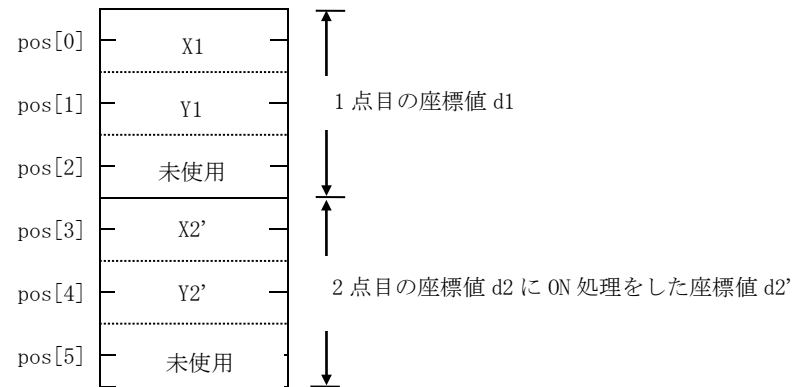 pos[0] X1
pos[1] Y1
1点目の座標値 d1
pos[2] 未使用
pos[3] X2'
pos[4] Y2'
2点目の座標値 d2 に ON 処理をした座標値 d2'
pos[5] 未使用